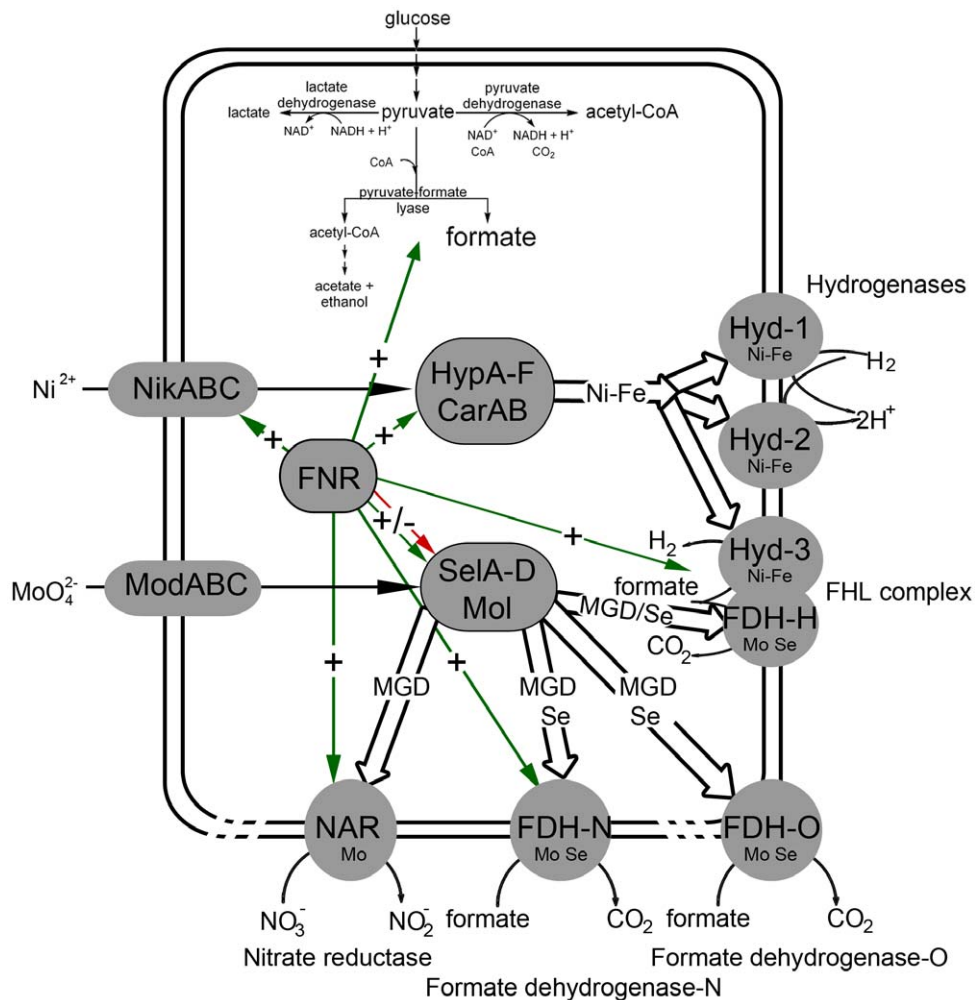 glucose
lactate
dehydrogenase
pyruvate
dehydrogenase
lactate
pyruvate
acetyl-CoA
NAD⁺
NADH + H⁺
NAD⁺
NADH + H⁺
CoA
CO₂
CoA
pyruvate-formate
lyase
acetyl-CoA
formate
acetate +
ethanol
Hydrogenases
Hyd-1
Ni-Fe
H₂
+
Ni²⁺
NikABC
HypA-F
CarAB
Ni-Fe
2H⁺
Hyd-2
Ni-Fe
+
+
FNR
+/-
+
H₂
Hyd-3
Ni-Fe
MoO₄²⁻
ModABC
SelA-D
Mol
formate
FHL complex
MGD/Se
FDH-H
Mo Se
CO₂
+
+
MGD
MGD
Se
MGD
Se
NAR
Mo
FDH-N
Mo Se
FDH-O
Mo Se
NO₃⁻
NO₂⁻
formate
CO₂
formate
CO₂
Nitrate reductase
Formate dehydrogenase-O
Formate dehydrogenase-N